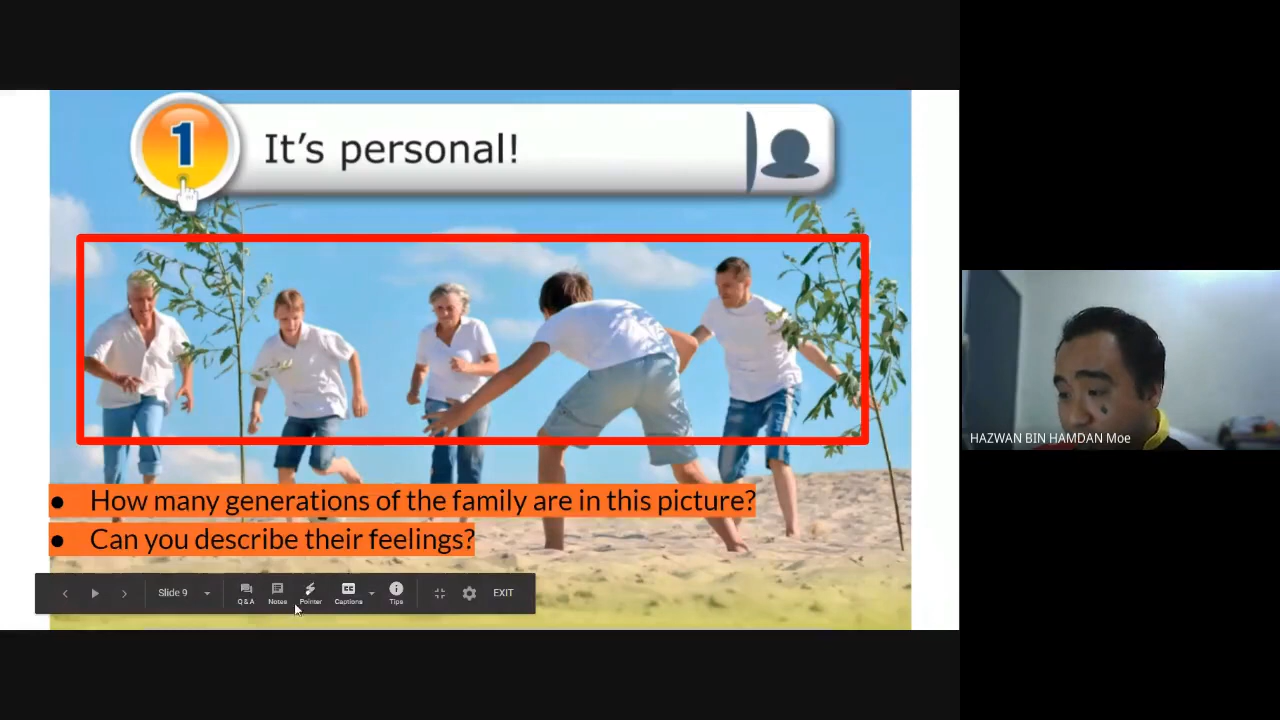 1
It's personal!
How many generations of the family are in this picture?
Can you describe their feelings?
Slide 9
Q & A
Notes
Pointer
CC
Captions
Tips
EXIT
HAZWAN BIN HAMDAN Moe